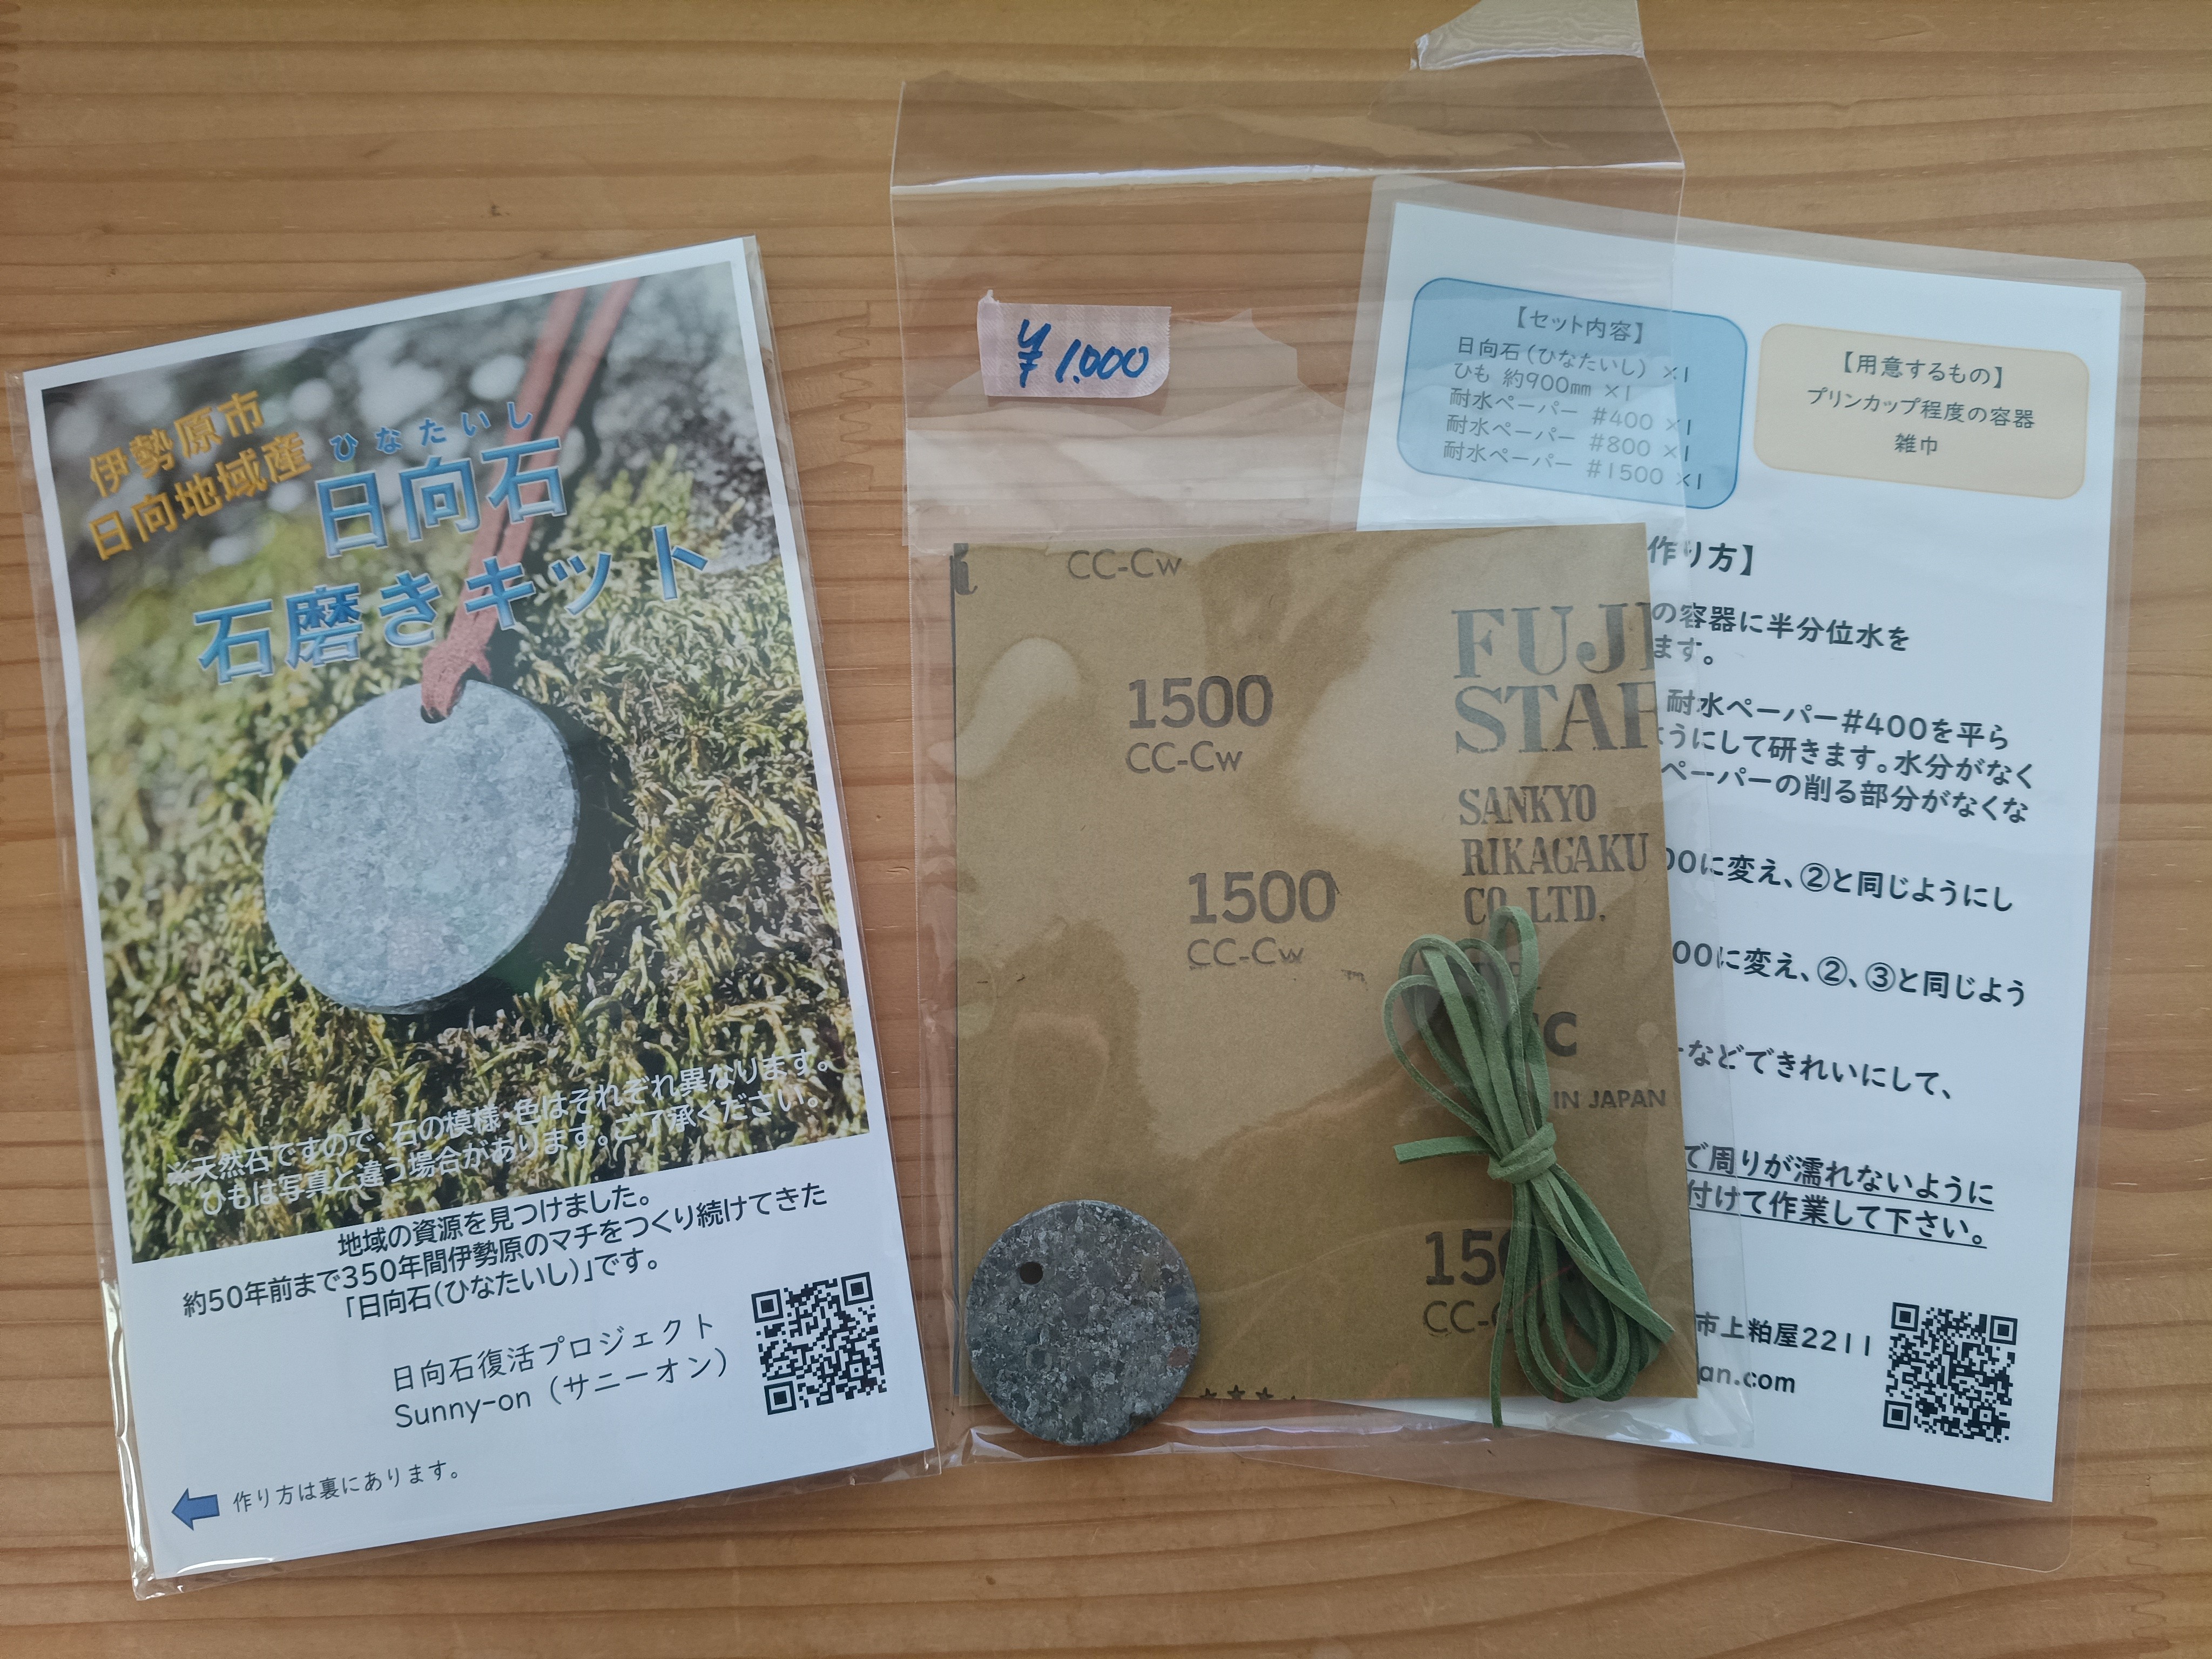 伊勢原市
日向地域産
ひなたいし
日向石
石磨きキット
※天然石ですので、石の模様・色はそれぞれ異なります。
ひもは写真と違う場合があります。ご了承ください。
地域の資源を見つけました。
約50年前まで350年間伊勢原のマチをつくり続けてきた
「日向石(ひなたいし)」です。
日向石復活プロジェクト
Sunny-on（サニーオン）
作り方は裏にあります。
¥1.000
CC-Cw
1500
CC-Cw
1500
CC-Cw
FUJI
STAR
SANKYO
RIKAGAKU
CO.,LTD.
IN JAPAN
CC-C
【セット内容】
日向石（ひなたいし）×1
ひも 約900㎜ ×1
耐水ペーパー #400 ×1
耐水ペーパー #800 ×1
耐水ペーパー #1500 ×1
【用意するもの】
プリンカップ程度の容器
雑巾
作り方】
の容器に半分位水を
ます。
耐水ペーパー#400を平ら
ようにして研きます。水分がなく
ペーパーの削る部分がなくな
00に変え、②と同じようにし
00に変え、②、③と同じよう
などできれいにして、
で周りが濡れないように
付けて作業して下さい。
市上粕屋2211
an.com